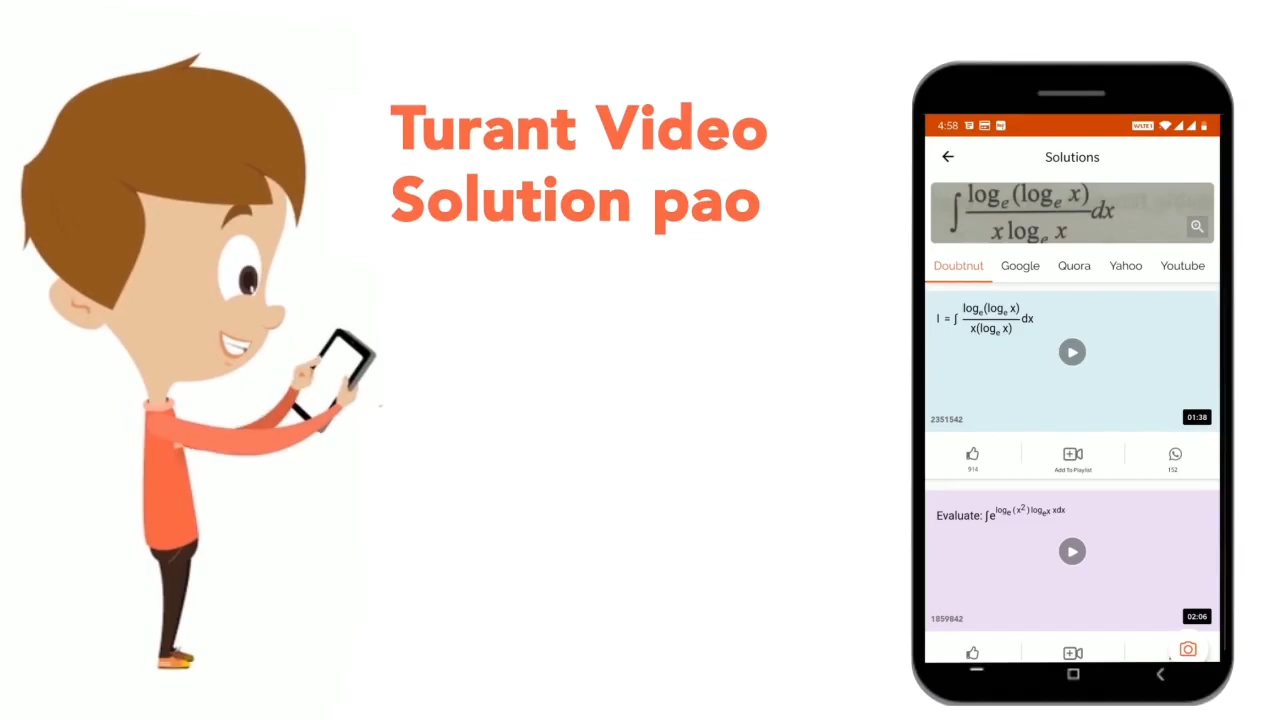 Turant Video
Solution pao
4:58
VoLTE1
Solutions
∫ logₑ(logₑ x) / x logₑ x dx
Doubtnut Google Quora Yahoo Youtube
I = ∫ logₑ(logₑ x) / x(logₑ x) dx
2351542 01:38
914 Add To Playlist 152
Evaluate: ∫e^logₑ(x²)logₑx xdx
1859842 02:06